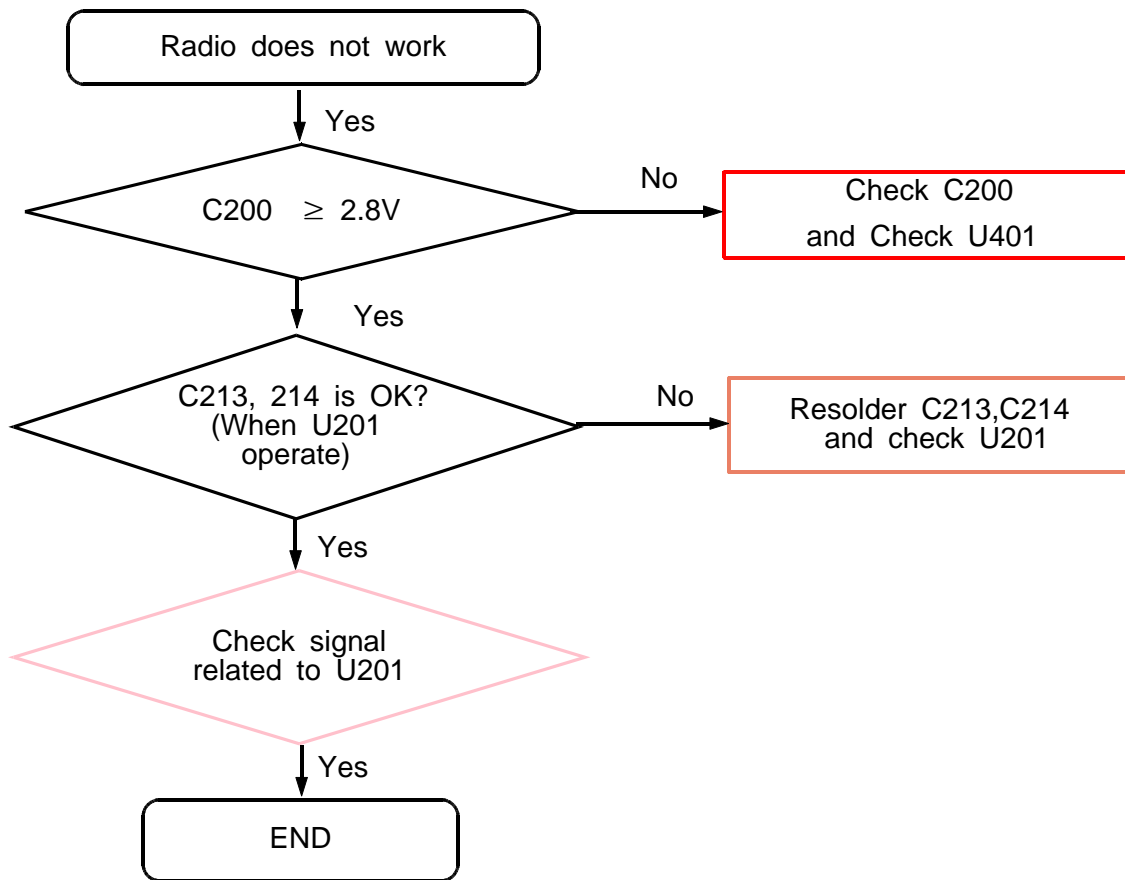 Radio does not work
Yes
C200 ≥ 2.8V
No
Check C200
and Check U401
Yes
C213, 214 is OK?
(When U201
operate)
No
Resolder C213,C214
and check U201
Yes
Check signal
related to U201
Yes
END